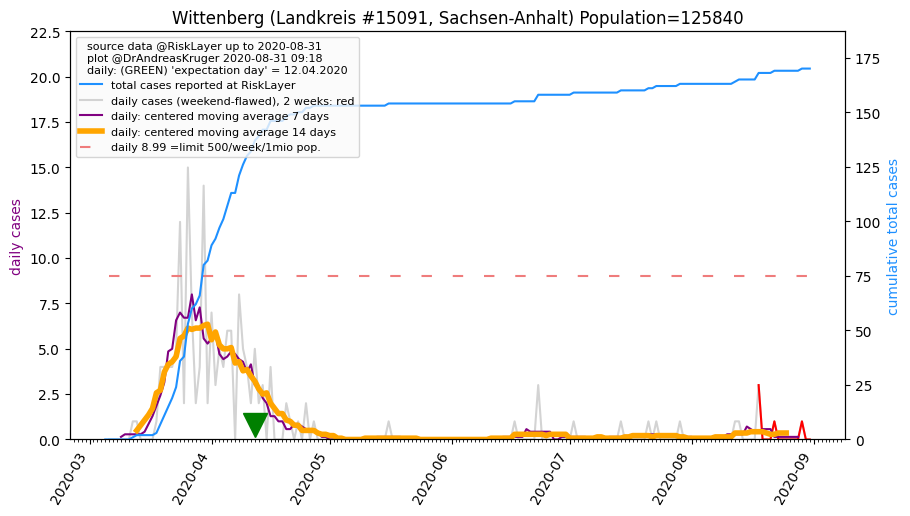 Wittenberg (Landkreis #15091, Sachsen-Anhalt) Population=125840
source data @RiskLayer up to 2020-08-31
plot @DrAndreasKruger 2020-08-31 09:18
daily: (GREEN) 'expectation day' = 12.04.2020
total cases reported at RiskLayer
daily cases (weekend-flawed), 2 weeks: red
daily: centered moving average 7 days
daily: centered moving average 14 days
daily 8.99 =limit 500/week/1mio pop.
daily cases
22.5
20.0
17.5
15.0
12.5
10.0
7.5
5.0
2.5
0.0
cumulative total cases
175
150
125
100
75
50
25
0
2020-03
2020-04
2020-05
2020-06
2020-07
2020-08
2020-09